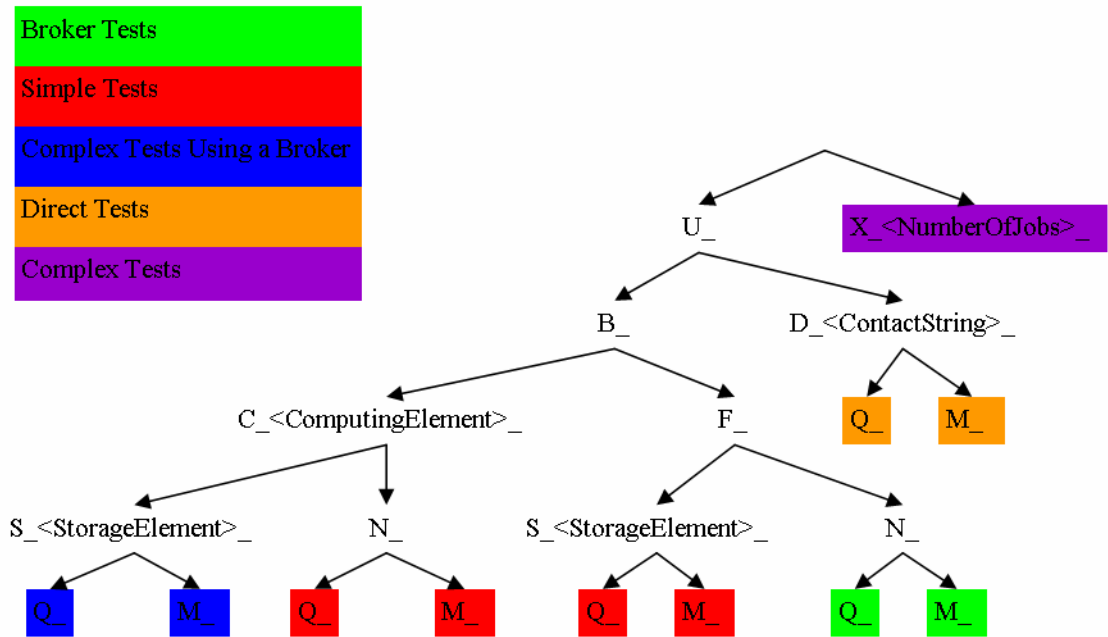 Broker Tests
Simple Tests
Complex Tests Using a Broker
Direct Tests
Complex Tests
U_
X_<NumberOfJobs>_
B_
D_<ContactString>_
C_<ComputingElement>_
F_
Q_
M_
S_<StorageElement>_
N_
S_<StorageElement>_
N_
Q_
M_
Q_
M_
Q_
M_
Q_
M_